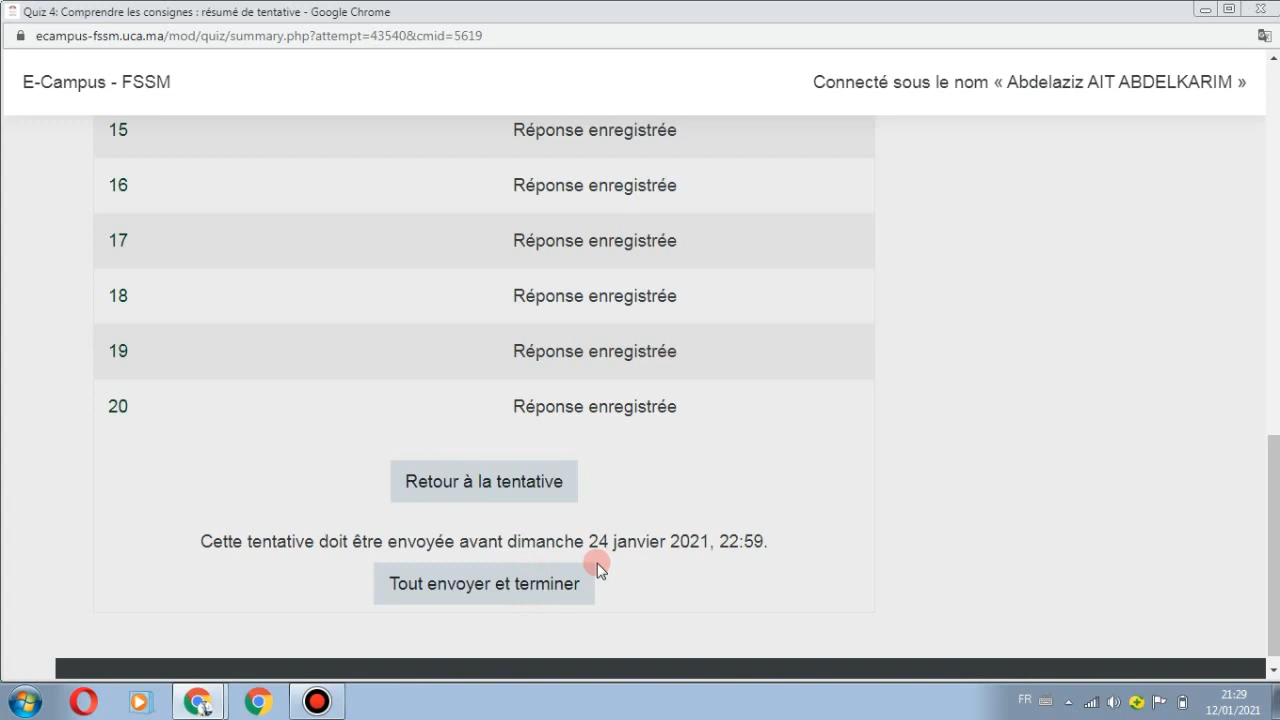 Quiz 4: Comprendre les consignes : résumé de tentative - Google Chrome
ecampus-fssm.uca.ma/mod/quiz/summary.php?attempt=43540&cmid=5619
E-Campus - FSSM
Connecté sous le nom « Abdelaziz AIT ABDELKARIM »
15 Réponse enregistrée
16 Réponse enregistrée
17 Réponse enregistrée
18 Réponse enregistrée
19 Réponse enregistrée
20 Réponse enregistrée
Retour à la tentative
Cette tentative doit être envoyée avant dimanche 24 janvier 2021, 22:59.
Tout envoyer et terminer
FR
21:29
12/01/2021